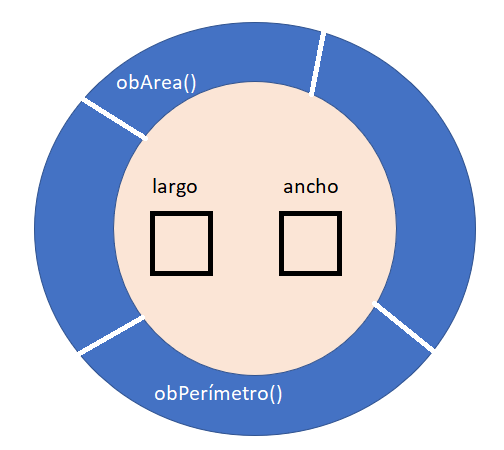 obArea()
largo
ancho
obPerímetro()